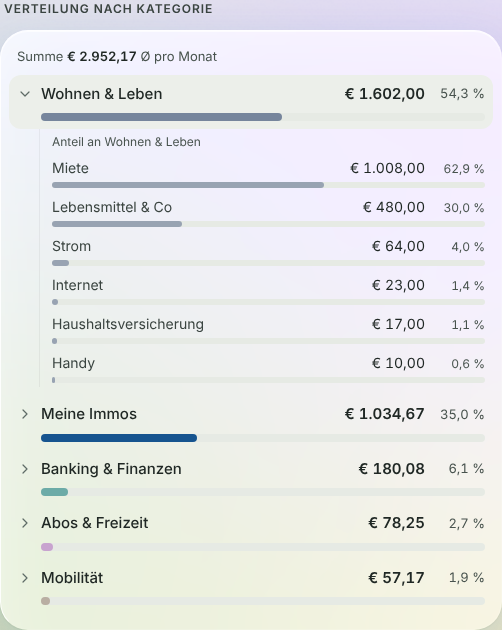 VERTEILUNG NACH KATEGORIE
Summe € 2.952,17 Ø pro Monat
Wohnen & Leben € 1.602,00 54,3 %
Anteil an Wohnen & Leben
Miete € 1.008,00 62,9 %
Lebensmittel & Co € 480,00 30,0 %
Strom € 64,00 4,0 %
Internet € 23,00 1,4 %
Haushaltsversicherung € 17,00 1,1 %
Handy € 10,00 0,6 %
Meine Immos € 1.034,67 35,0 %
Banking & Finanzen € 180,08 6,1 %
Abos & Freizeit € 78,25 2,7 %
Mobilität € 57,17 1,9 %